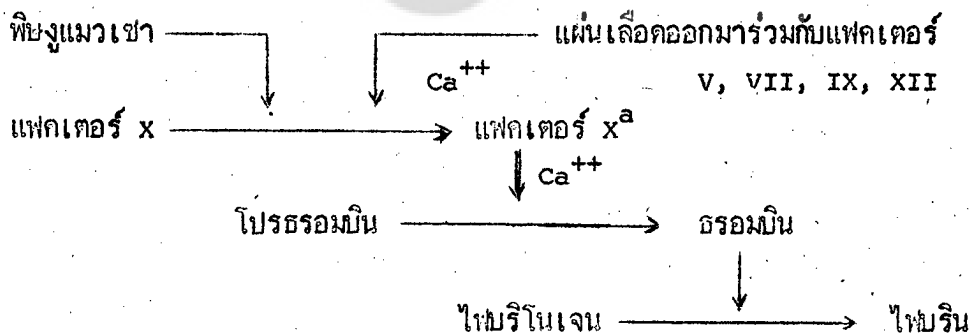 พิษงูแมวเซา แผ่นเลือดออกมาร่วมกับแฟคเตอร์
Ca++ V, VII, IX, XII
แฟคเตอร์ X แฟคเตอร์ Xa
Ca++
โปรธรอมบิน ธรอมบิน
ไฟบริโนเจน ไฟบริน